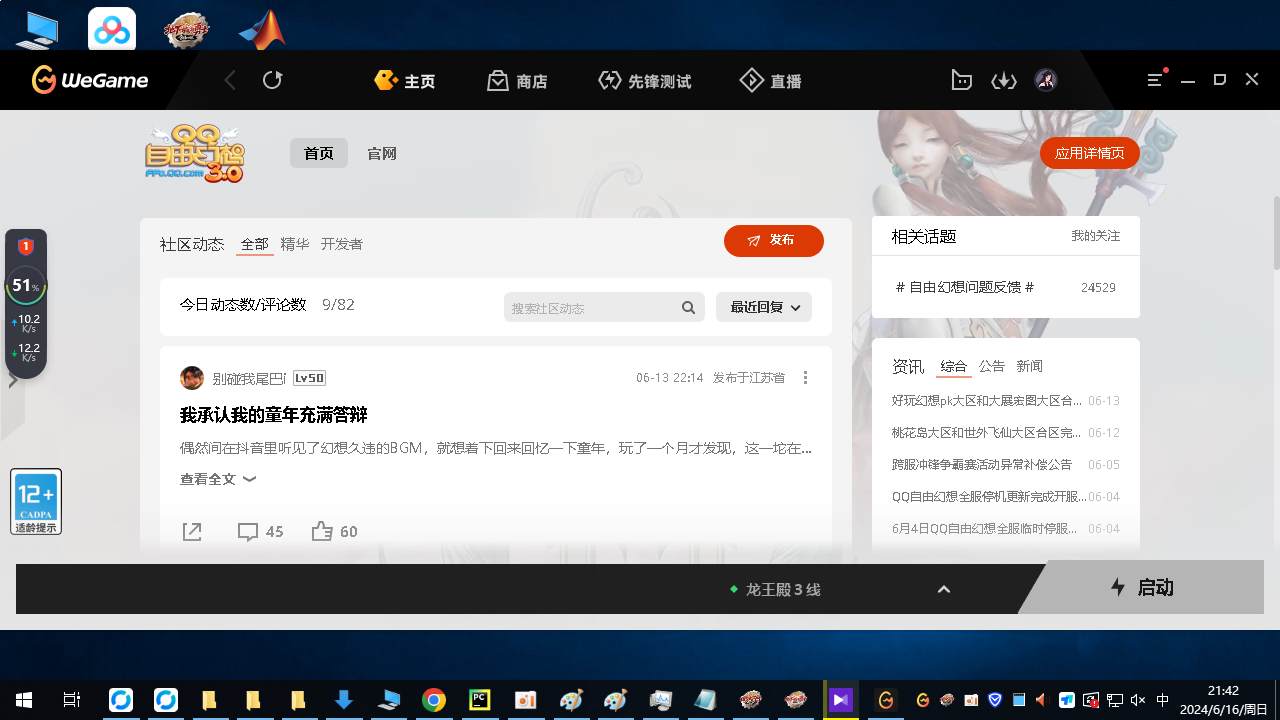 WeGame
主页
商店
先锋测试
直播
QQ
自由幻想
FFO.QQ.com 3.0
首页
官网
应用详情页
社区动态
全部
精华
开发者
发布
今日动态数/评论数 9/82
搜索社区动态
最近回复
别碰我尾巴i Lv50
06-13 22:14 发布于江苏省
我承认我的童年充满答辩
偶然间在抖音里听见了幻想久违的BGM，就想着下回来回忆一下童年，玩了一个月才发现，这一坨在...
查看全文
45
60
相关话题
我的关注
# 自由幻想问题反馈 #
24529
资讯
综合
公告
新闻
好玩幻想pk大区和大展宏图大区合... 06-13
桃花岛大区和世外飞仙大区合区完... 06-12
跨服冲锋争霸赛活动异常补偿公告 06-05
QQ自由幻想全服停机更新完成开服... 06-04
6月4日QQ自由幻想全服临时停服... 06-04
1
51%
10.2
K/s
12.2
K/s
12+
CADPA
适龄提示
龙王殿 3 线
启动
PC
中
21:42
2024/6/16/周日